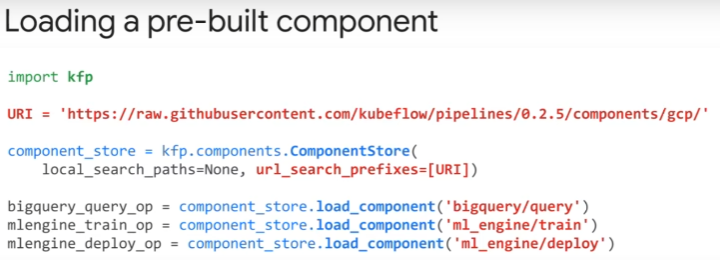 Loading a pre-built component
import kfp
URI = 'https://raw.githubusercontent.com/kubeflow/pipelines/0.2.5/components/gcp/'
component_store = kfp.components.ComponentStore(
    local_search_paths=None, url_search_prefixes=[URI])
bigquery_query_op = component_store.load_component('bigquery/query')
mlengine_train_op = component_store.load_component('ml_engine/train')
mlengine_deploy_op = component_store.load_component('ml_engine/deploy')